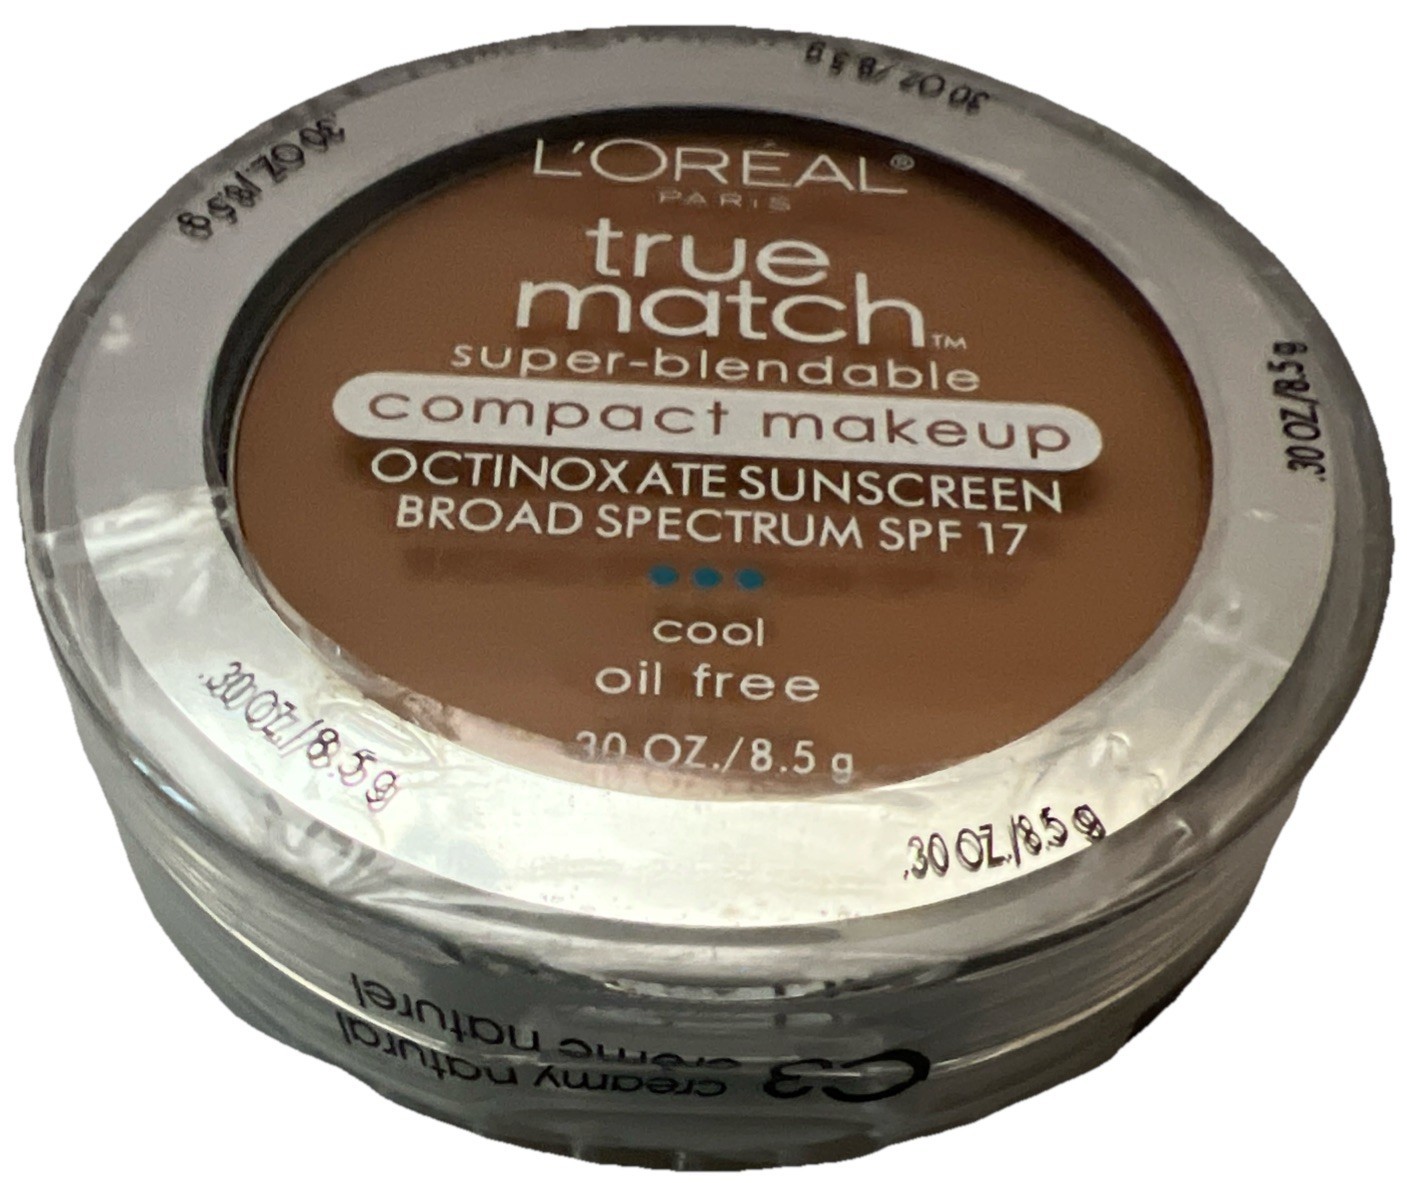 L'ORÉAL®
PARIS
true
match™
super-blendable
compact makeup
OCTINOXATE SUNSCREEN
BROAD SPECTRUM SPF 17
cool
oil free
.30 OZ./8.5 g
.30 OZ./8.5 g
.30 OZ./8.5 g
.30 OZ./8.5 g
.30 OZ./8.5 g
.30 OZ./8.5 g
C3 creamy natural
crème naturel